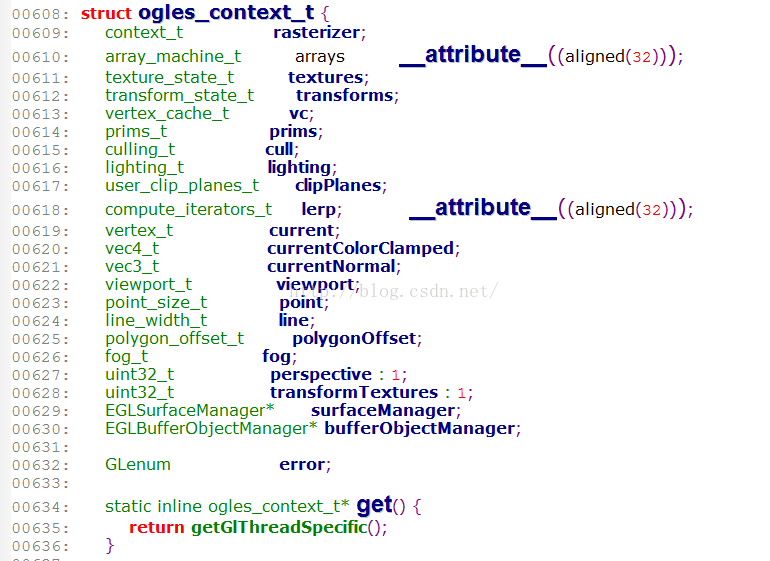 00608: struct ogles_context_t {
00609: context_t rasterizer;
00610: array_machine_t arrays __attribute__((aligned(32)));
00611: texture_state_t textures;
00612: transform_state_t transforms;
00613: vertex_cache_t vc;
00614: prims_t prims;
00615: culling_t cull;
00616: lighting_t lighting;
00617: user_clip_planes_t clipPlanes;
00618: compute_iterators_t lerp; __attribute__((aligned(32)));
00619: vertex_t current;
00620: vec4_t currentColorClamped;
00621: vec3_t currentNormal;
00622: viewport_t viewport;
http://blog.csdn.net/
00623: point_size_t point;
00624: line_width_t line;
00625: polygon_offset_t polygonOffset;
00626: fog_t fog;
00627: uint32_t perspective : 1;
00628: uint32_t transformTextures : 1;
00629: EGLSurfaceManager* surfaceManager;
00630: EGLBufferObjectManager* bufferObjectManager;
00631:
00632: GLenum error;
00633:
00634: static inline ogles_context_t* get() {
00635: return getGlThreadSpecific();
00636: }